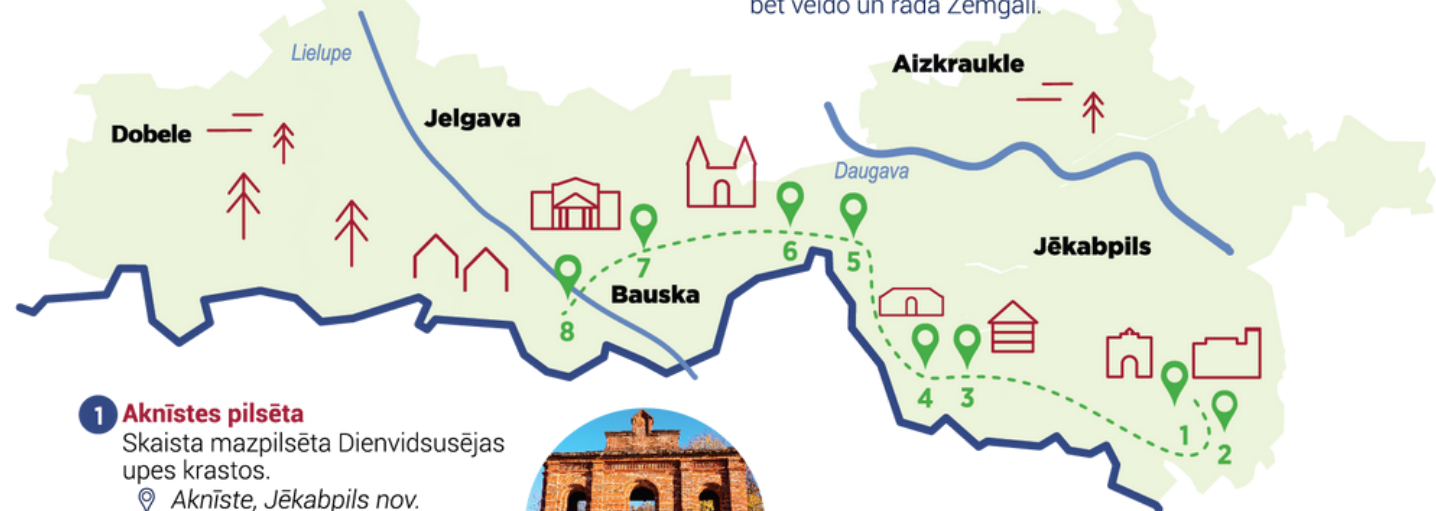 bet veido un rada Zemgali.
Lielupe
Aizkraukle
Jelgava
Dobele
Daugava
Jēkabpils
6
5
7
Bauska
8
4
3
1
2
1 Aknīstes pilsēta
Skaista mazpilsēta Dienvidsusējas
upes krastos.
Aknīste, Jēkabpils nov.